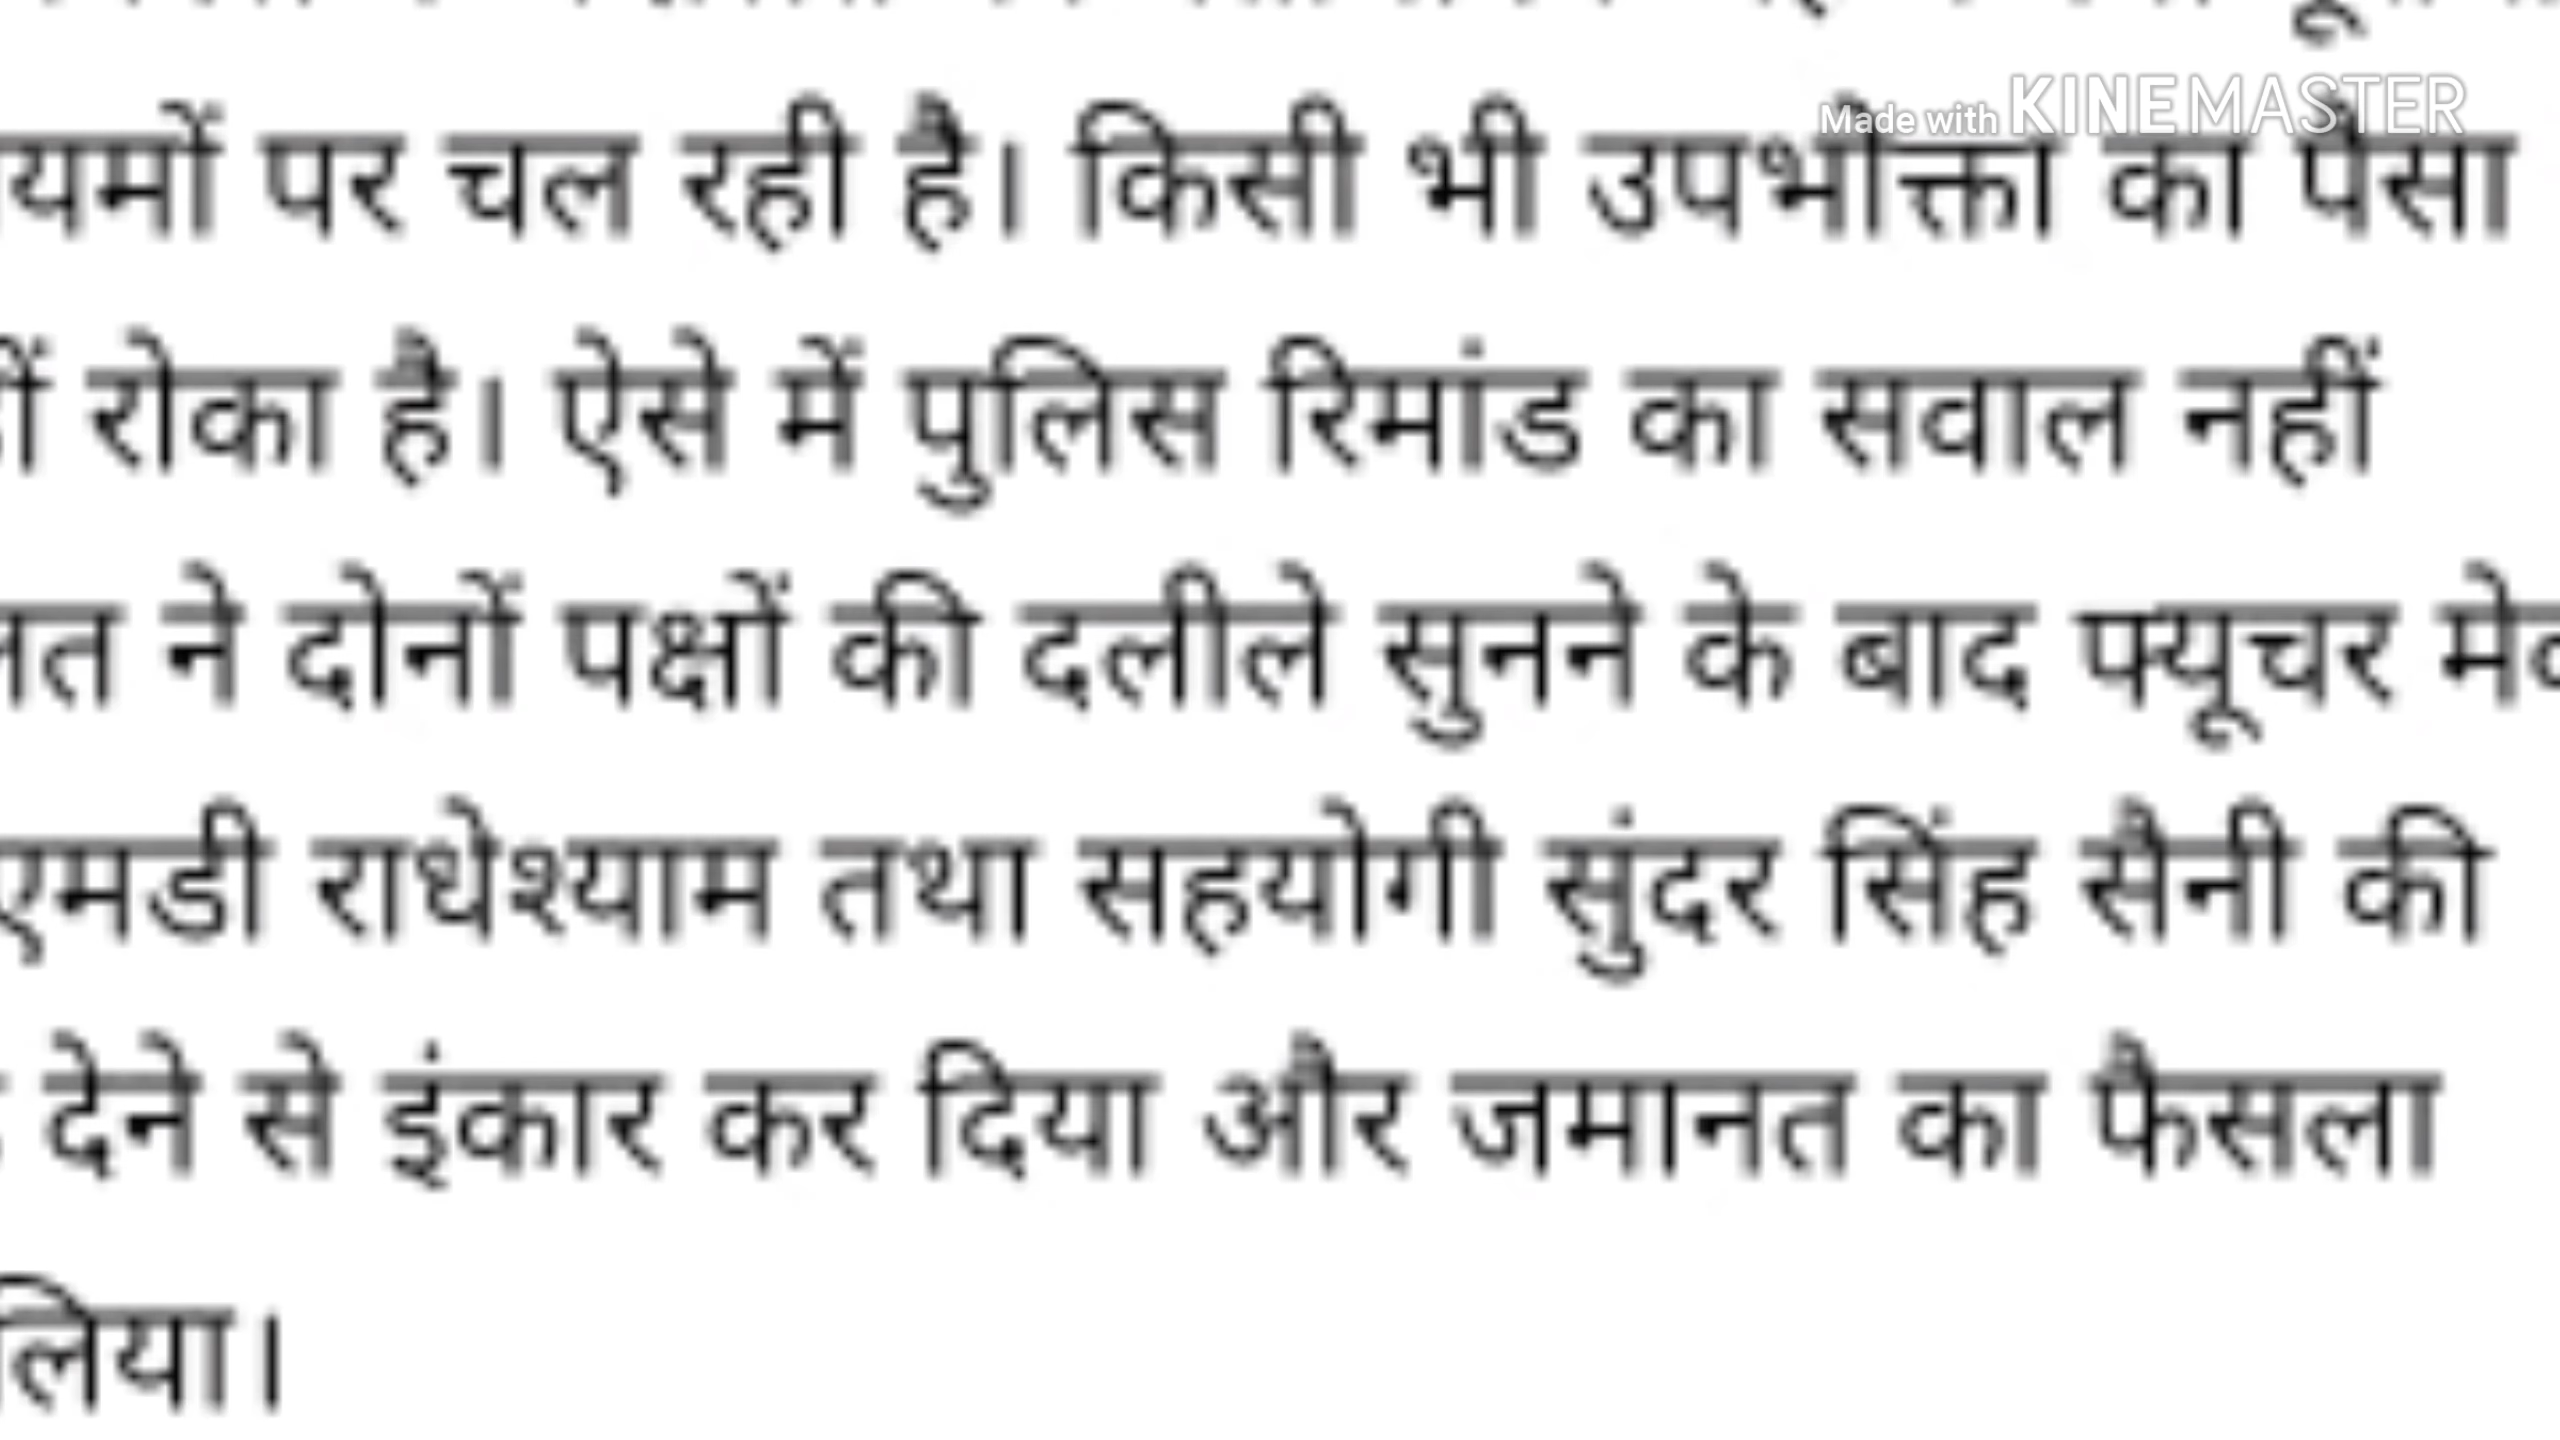 Made with KINEMASTER
यमों पर चल रही है। किसी भी उपभोक्ता का पैसा
रोका है। ऐसे में पुलिस रिमांड का सवाल नहीं
ने दोनों पक्षों की दलीले सुनने के बाद फ्यूचर
एमडी राधेश्याम तथा सहयोगी सुंदर सिंह सैनी की
देने से इंकार कर दिया और जमानत का फैसला
लिया।